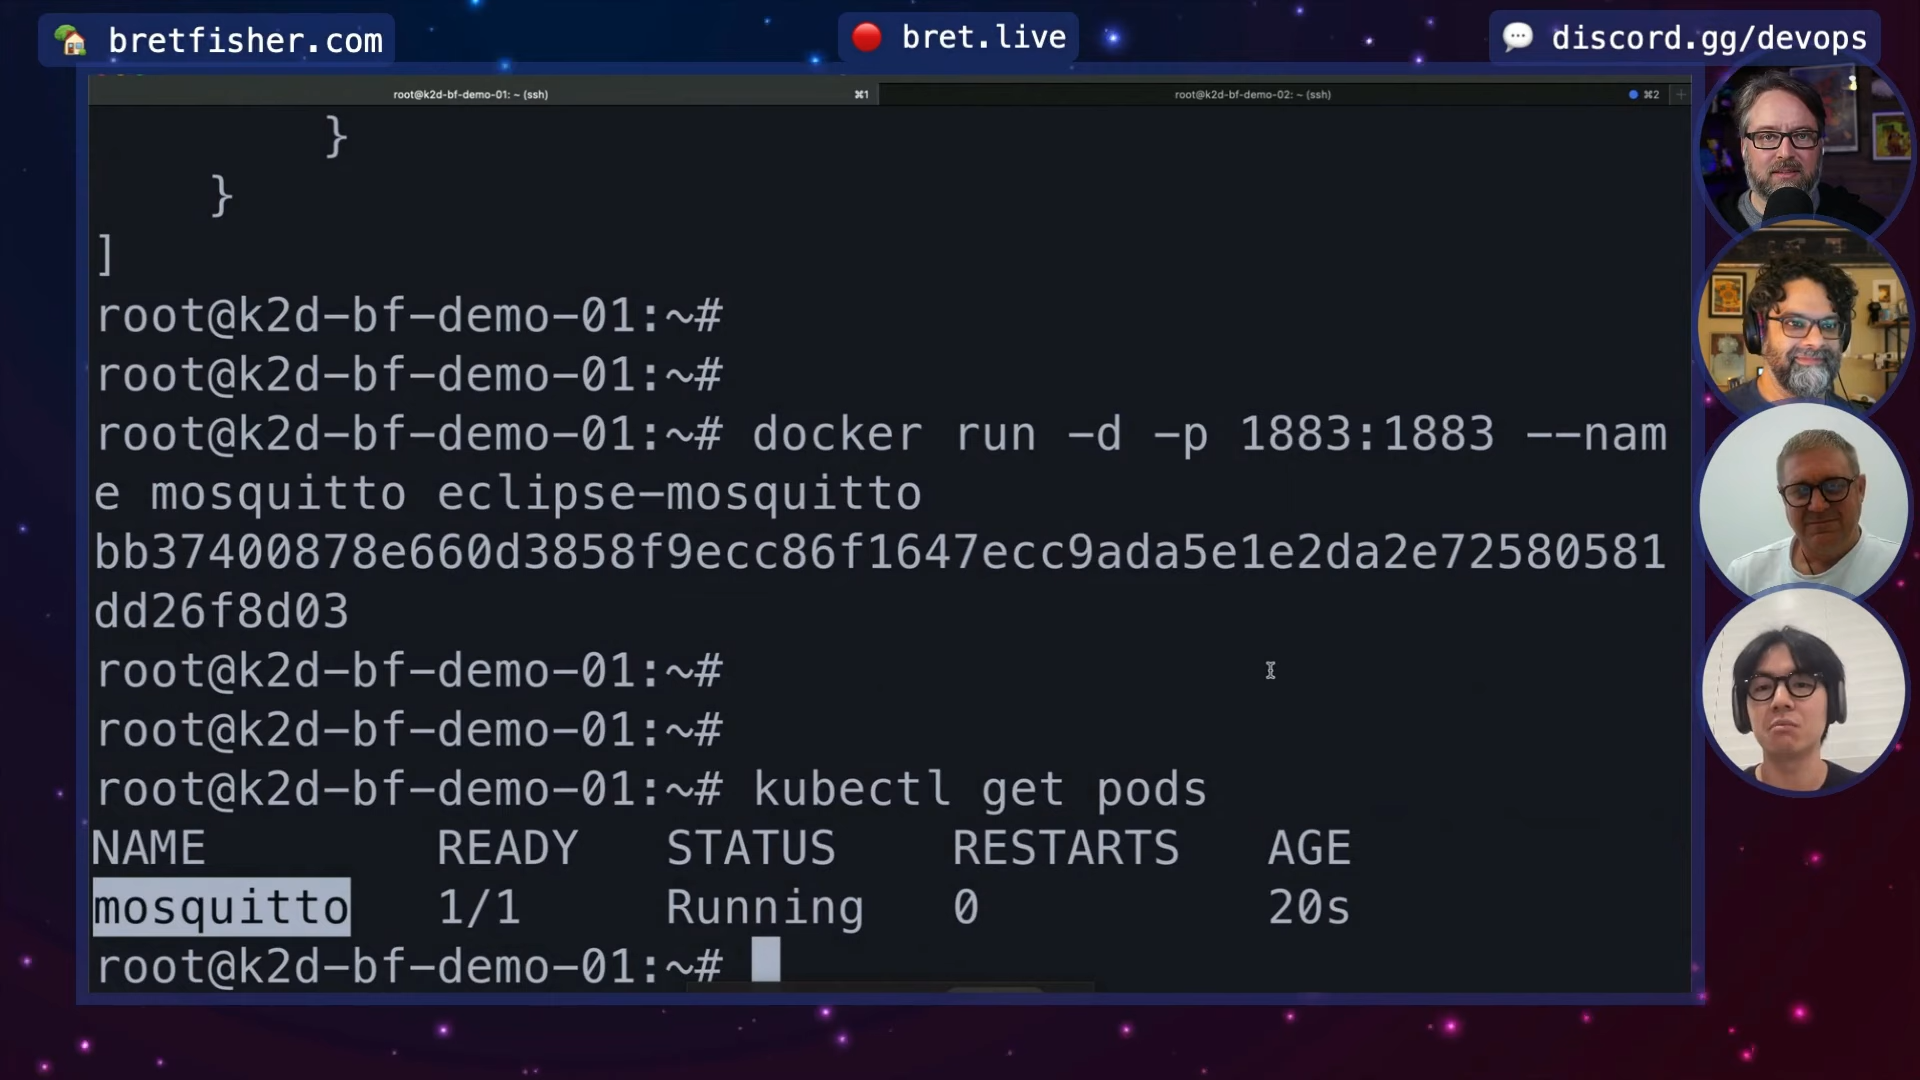 bretfisher.com
bret.live
discord.gg/devops
root@k2d-bf-demo-01: ~ (ssh)
⌘1
root@k2d-bf-demo-02: ~ (ssh)
⌘2
+
}
}
]
root@k2d-bf-demo-01:~#
root@k2d-bf-demo-01:~#
root@k2d-bf-demo-01:~# docker run -d -p 1883:1883 --nam
e mosquitto eclipse-mosquitto
bb37400878e660d3858f9ecc86f1647ecc9ada5e1e2da2e72580581
dd26f8d03
root@k2d-bf-demo-01:~#
root@k2d-bf-demo-01:~#
root@k2d-bf-demo-01:~# kubectl get pods
NAME READY STATUS RESTARTS AGE
mosquitto 1/1 Running 0 20s
root@k2d-bf-demo-01:~#